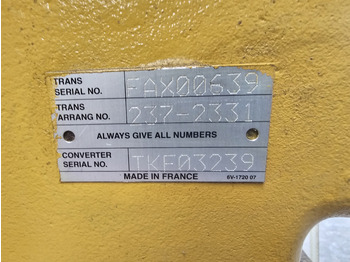 TRANS
SERIAL NO. FAX00639
TRANS
ARRANG NO. 237-2331
ALWAYS GIVE ALL NUMBERS
CONVERTER
SERIAL NO. TKF03239
MADE IN FRANCE 6V-1720 07